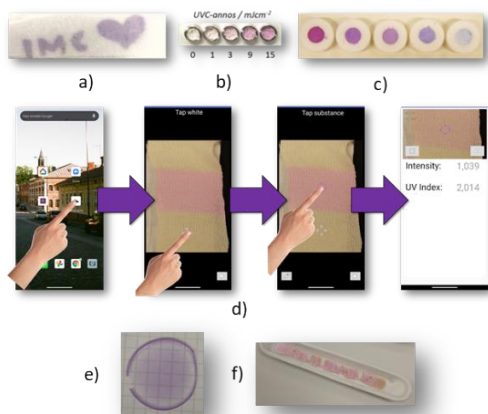 IMC
UVC-annos / mJcm⁻²
0 1 3 9 15
a)
b)
c)
Tap white
Tap substance
Intensity: 1,039
UV Index: 2,014
d)
e)
f)